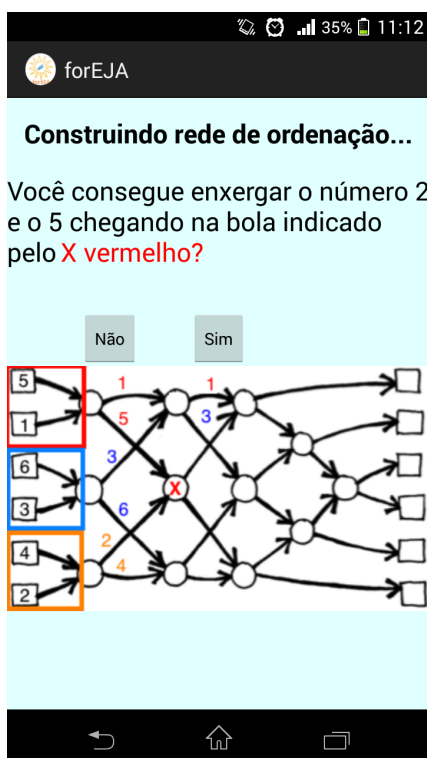 35% 11:12
forEJA
Construindo rede de ordenação...
Você consegue enxergar o número 2
e o 5 chegando na bola indicado
pelo X vermelho?
Não Sim
5 1 1
1 5 3
3
X
6
3 6
4 2
2 4